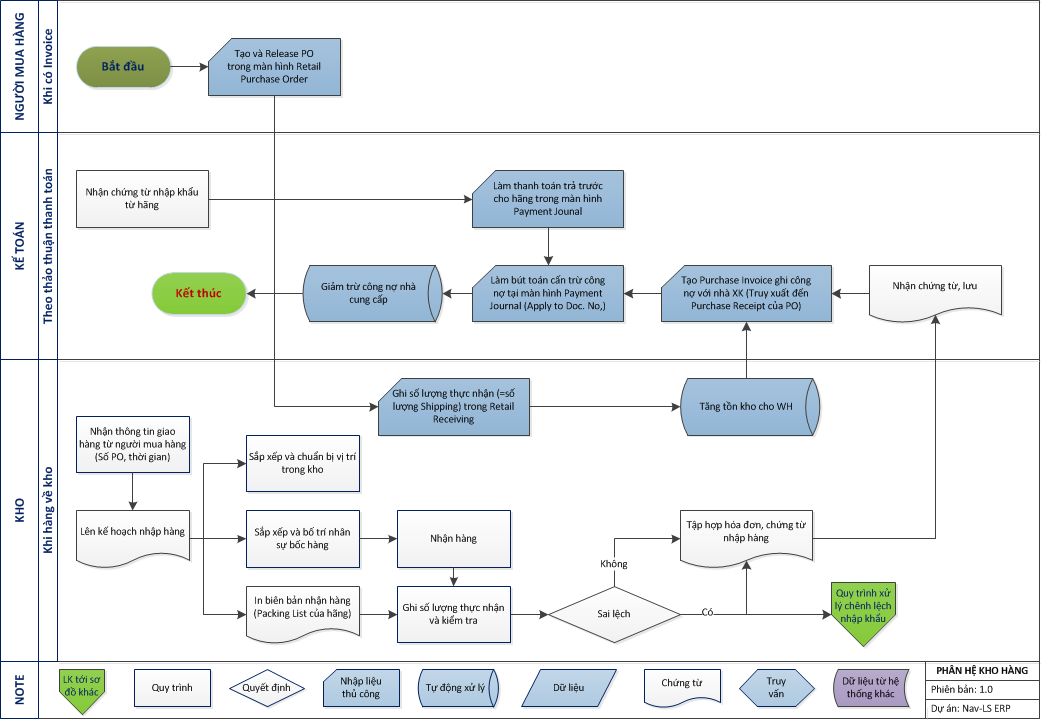 NGƯỜI MUA HÀNG
Khi có Invoice
Bắt đầu
Tạo và Release PO
trong màn hình Retail
Purchase Order
KẾ TOÁN
Theo thảo thuận thanh toán
Nhận chứng từ nhập khẩu
từ hãng
Làm thanh toán trả trước
cho hãng trong màn hình
Payment Jounal
Kết thúc
Giảm trừ công nợ nhà
cung cấp
Làm bút toán cấn trừ công
nợ tại màn hình Payment
Journal (Apply to Doc. No,)
Tạo Purchase Invoice ghi công
nợ với nhà XK (Truy xuất đến
Purchase Receipt của PO)
Nhận chứng từ, lưu
KHO
Khi hàng về kho
Ghi số lượng thực nhận (=số
lượng Shipping) trong Retail
Receiving
Tăng tồn kho cho WH
Nhận thông tin giao
hàng từ người mua hàng
(Số PO, thời gian)
Sắp xếp và chuẩn bị vị trí
trong kho
Lên kế hoạch nhập hàng
Sắp xếp và bố trí nhân
sự bốc hàng
Nhận hàng
Tập hợp hóa đơn, chứng từ
nhập hàng
Không
In biên bản nhận hàng
(Packing List của hãng)
Ghi số lượng thực nhận
và kiểm tra
Sai lệch
Có
Quy trình xử
lý chênh lệch
nhập khẩu
NOTE
LK tới sơ
đồ khác
Quy trình
Quyết định
Nhập liệu
thủ công
Tự động xử lý
Dữ liệu
Chứng từ
Truy
vấn
Dữ liệu từ hệ
thống khác
PHÂN HỆ KHO HÀNG
Phiên bản: 1.0
Dự án: Nav-LS ERP